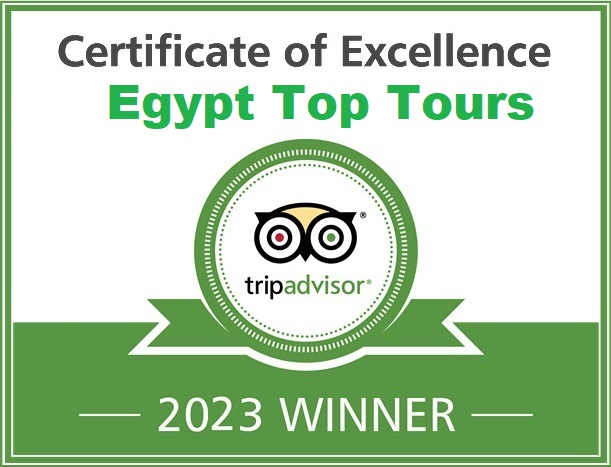 Certificate of Excellence
Egypt Top Tours
tripadvisor®
2023 WINNER